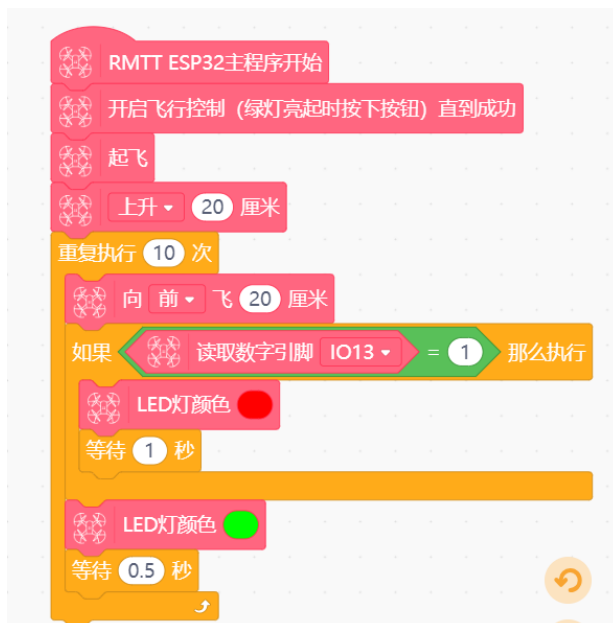 RMTT ESP32主程序开始
开启飞行控制（绿灯亮起时按下按钮）直到成功
起飞
上升 20 厘米
重复执行 10 次
向 前 飞 20 厘米
如果 读取数字引脚 IO13 = 1 那么执行
LED灯颜色
等待 1 秒
LED灯颜色
等待 0.5 秒